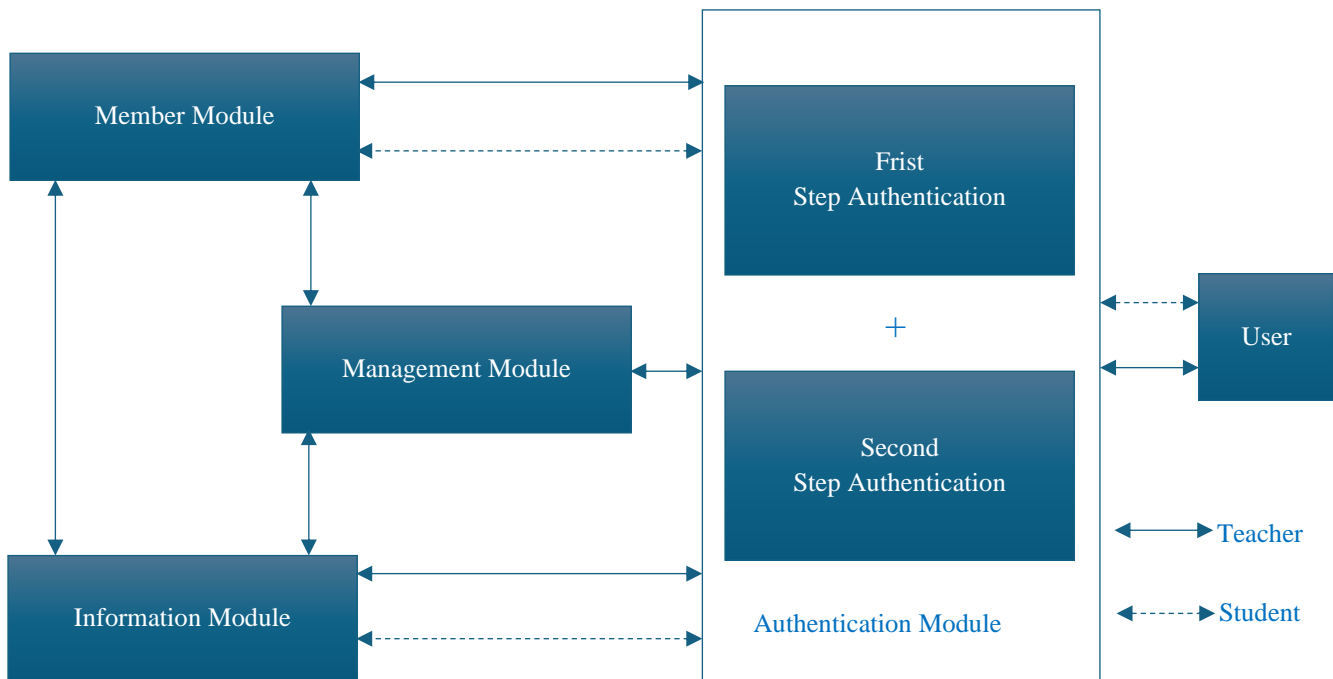 Member Module
Frist
Step Authentication
+
User
Management Module
Second
Step Authentication
Teacher
Information Module
Authentication Module
Student